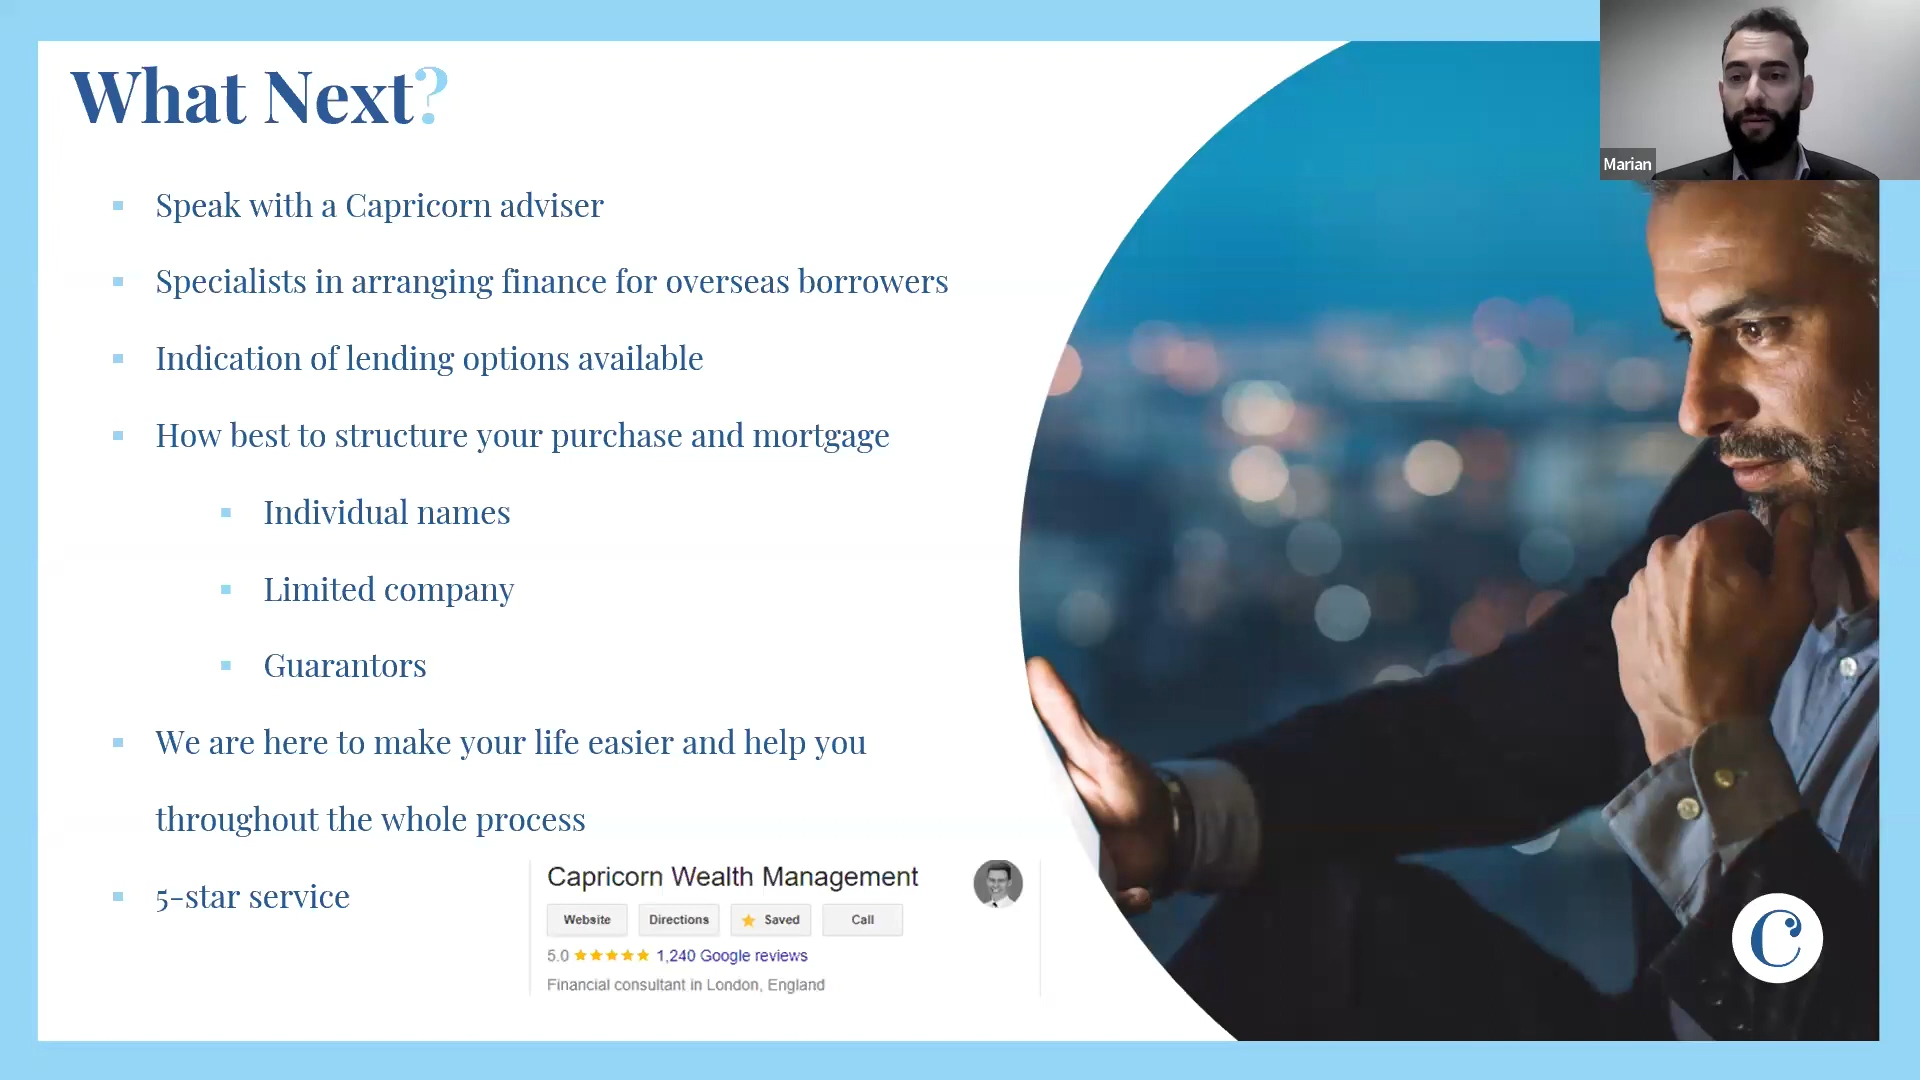 What Next?
Marian
Speak with a Capricorn adviser
Specialists in arranging finance for overseas borrowers
Indication of lending options available
How best to structure your purchase and mortgage
Individual names
Limited company
Guarantors
We are here to make your life easier and help you
throughout the whole process
5-star service
Capricorn Wealth Management
Website Directions Saved Call
5.0 1,240 Google reviews
Financial consultant in London, England
C